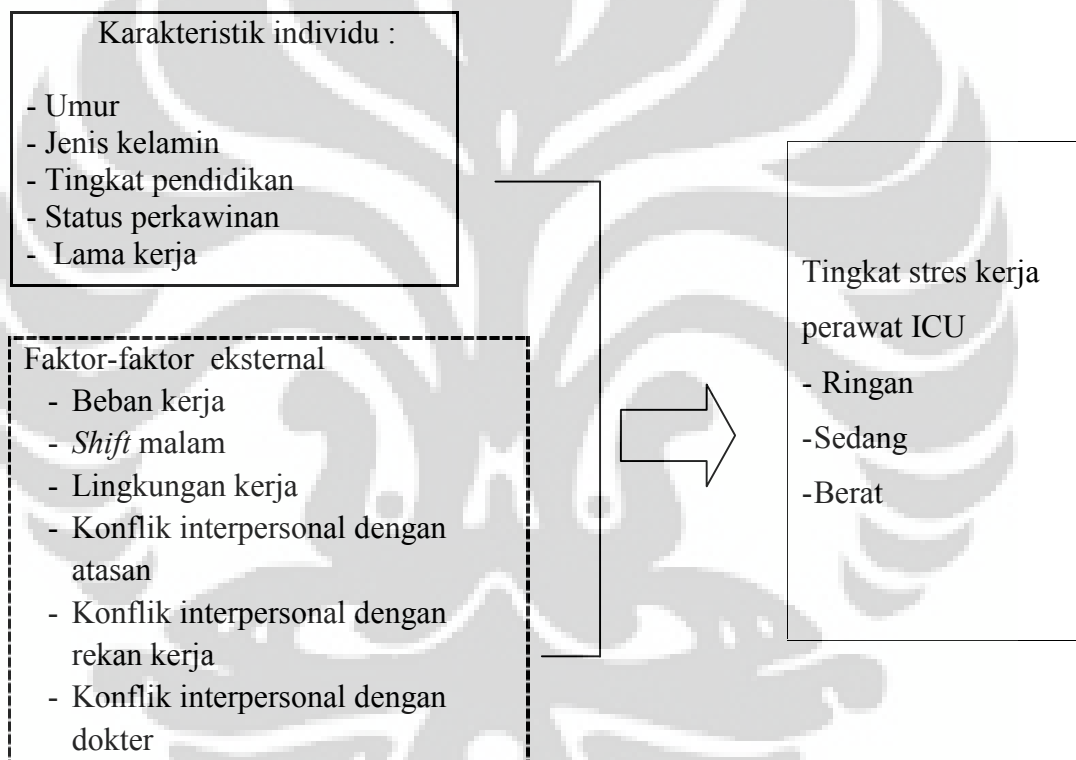 Karakteristik individu :
- Umur
- Jenis kelamin
- Tingkat pendidikan
- Status perkawinan
- Lama kerja
Faktor-faktor eksternal
- Beban kerja
- Shift malam
- Lingkungan kerja
- Konflik interpersonal dengan
atasan
- Konflik interpersonal dengan
rekan kerja
- Konflik interpersonal dengan
dokter
Tingkat stres kerja
perawat ICU
- Ringan
-Sedang
-Berat